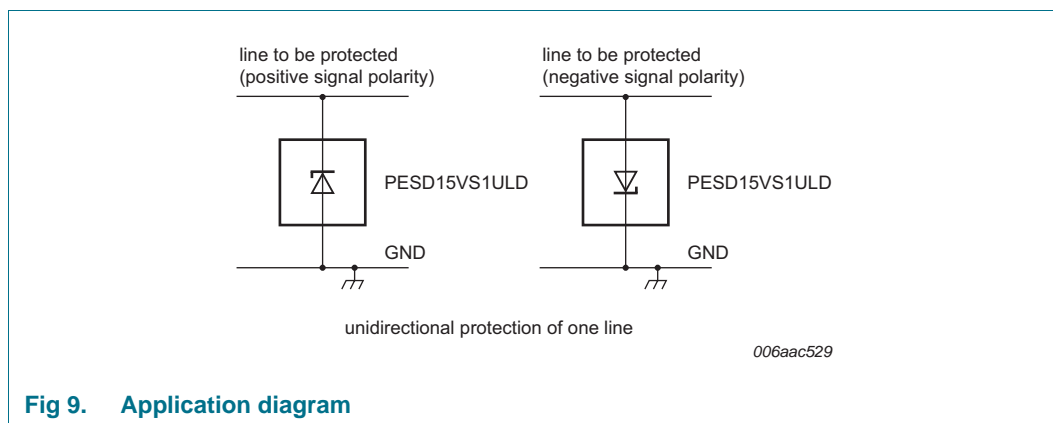 line to be protected
(positive signal polarity)
PESD15VS1ULD
GND
line to be protected
(negative signal polarity)
PESD15VS1ULD
GND
unidirectional protection of one line
006aac529
Fig 9. Application diagram